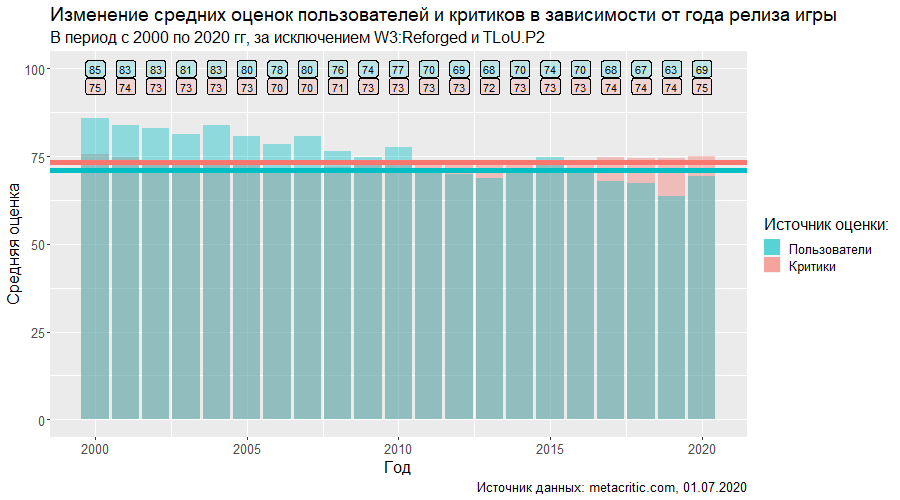 Изменение средних оценок пользователей и критиков в зависимости от года релиза игры
В период с 2000 по 2020 гг, за исключением W3:Reforged и TLoU.P2
85 83 83 81 83 80 78 80 76 74 77 70 69 68 70 74 70 68 67 63 69
75 74 73 73 73 73 70 70 71 73 73 73 73 72 73 73 73 74 74 74 75
100
75
50
25
0
Средняя оценка
2000 2005 2010 2015 2020
Год
Источник оценки:
Пользователи
Критики
Источник данных: metacritic.com, 01.07.2020